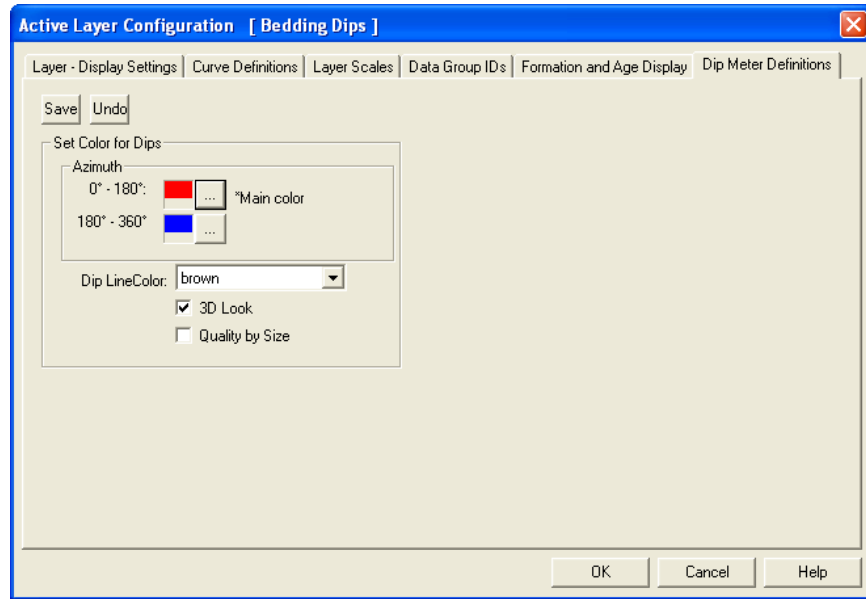 Active Layer Configuration [ Bedding Dips ]
Layer - Display Settings Curve Definitions Layer Scales Data Group IDs Formation and Age Display Dip Meter Definitions
Save Undo
Set Color for Dips
Azimuth
0° - 180°: ... *Main color
180° - 360° ...
Dip LineColor: brown
3D Look
Quality by Size
OK Cancel Help